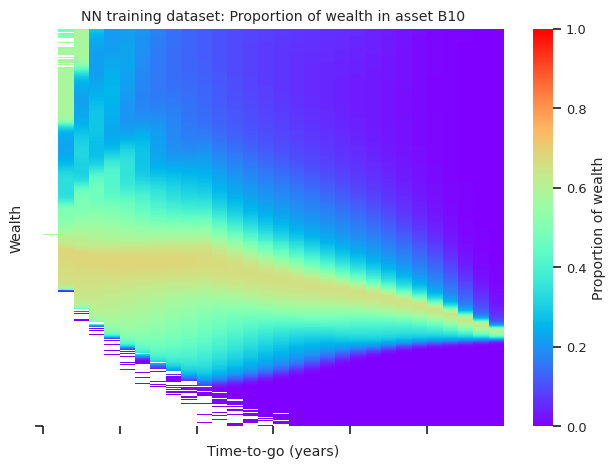 NN training dataset: Proportion of wealth in asset B10
Wealth
Time-to-go (years)
1.0
0.8
0.6
0.4
0.2
0.0
Proportion of wealth